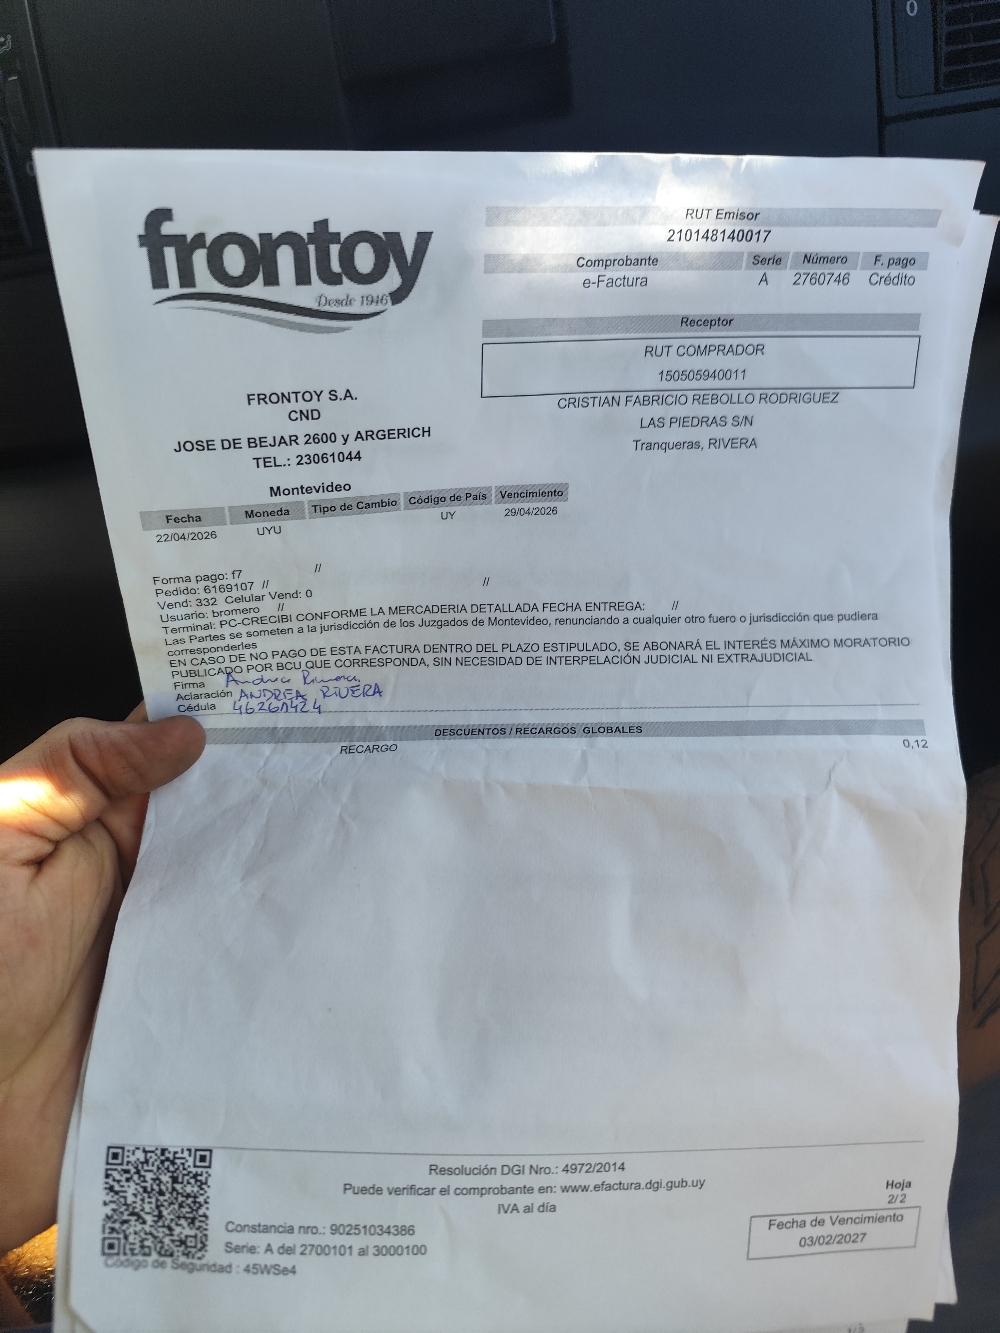 frontoy
Desde 1946
RUT Emisor
210148140017
Comprobante Serie Número F. pago
e-Factura A 2760746 Crédito
Receptor
RUT COMPRADOR
150505940011
CRISTIAN FABRICIO REBOLLO RODRIGUEZ
LAS PIEDRAS S/N
Tranqueras, RIVERA
FRONTOY S.A.
CND
JOSE DE BEJAR 2600 y ARGERICH
TEL.: 23061044
Montevideo
Fecha Moneda Tipo de Cambio Código de País Vencimiento
22/04/2026 UYU UY 29/04/2026
Forma pago: f7 //
Pedido: 6169107 // //
Vend: 332 Celular Vend: 0
Usuario: bromero //
Terminal: PC-CRECIBI CONFORME LA MERCADERIA DETALLADA FECHA ENTREGA: //
Las Partes se someten a la jurisdicción de los Juzgados de Montevideo, renunciando a cualquier otro fuero o jurisdicción que pudiera
corresponderles
EN CASO DE NO PAGO DE ESTA FACTURA DENTRO DEL PLAZO ESTIPULADO, SE ABONARÁ EL INTERÉS MÁXIMO MORATORIO
PUBLICADO POR BCU QUE CORRESPONDA, SIN NECESIDAD DE INTERPELACIÓN JUDICIAL NI EXTRAJUDICIAL
Firma Andrea Rivera
Aclaración ANDREA RIVERA
Cédula 46261424
DESCUENTOS / RECARGOS GLOBALES
RECARGO 0,12
Resolución DGI Nro.: 4972/2014
Puede verificar el comprobante en: www.efactura.dgi.gub.uy
IVA al día
Hoja
2/2
Constancia nro.: 90251034386
Serie: A del 2700101 al 3000100
Código de Seguridad : 45WSe4
Fecha de Vencimiento
03/02/2027